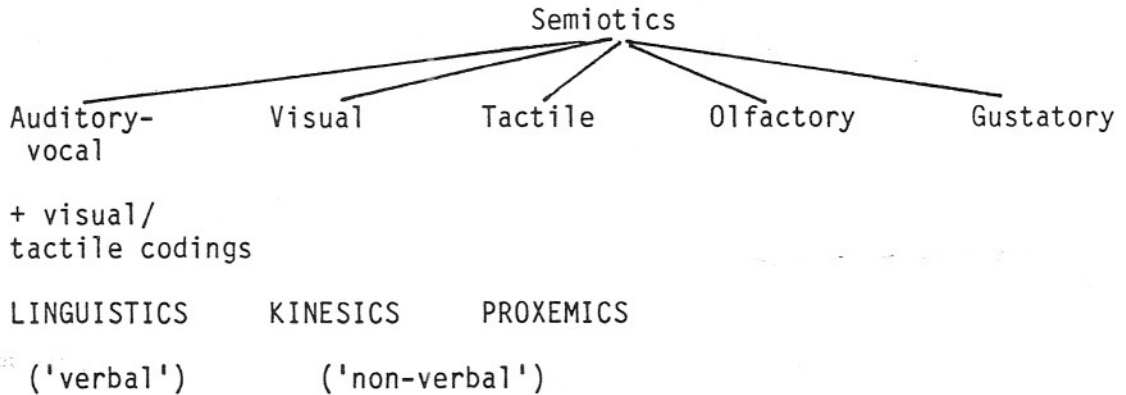 Semiotics
Auditory- Visual Tactile Olfactory Gustatory
vocal
+ visual/
tactile codings
LINGUISTICS KINESICS PROXEMICS
('verbal') ('non-verbal')